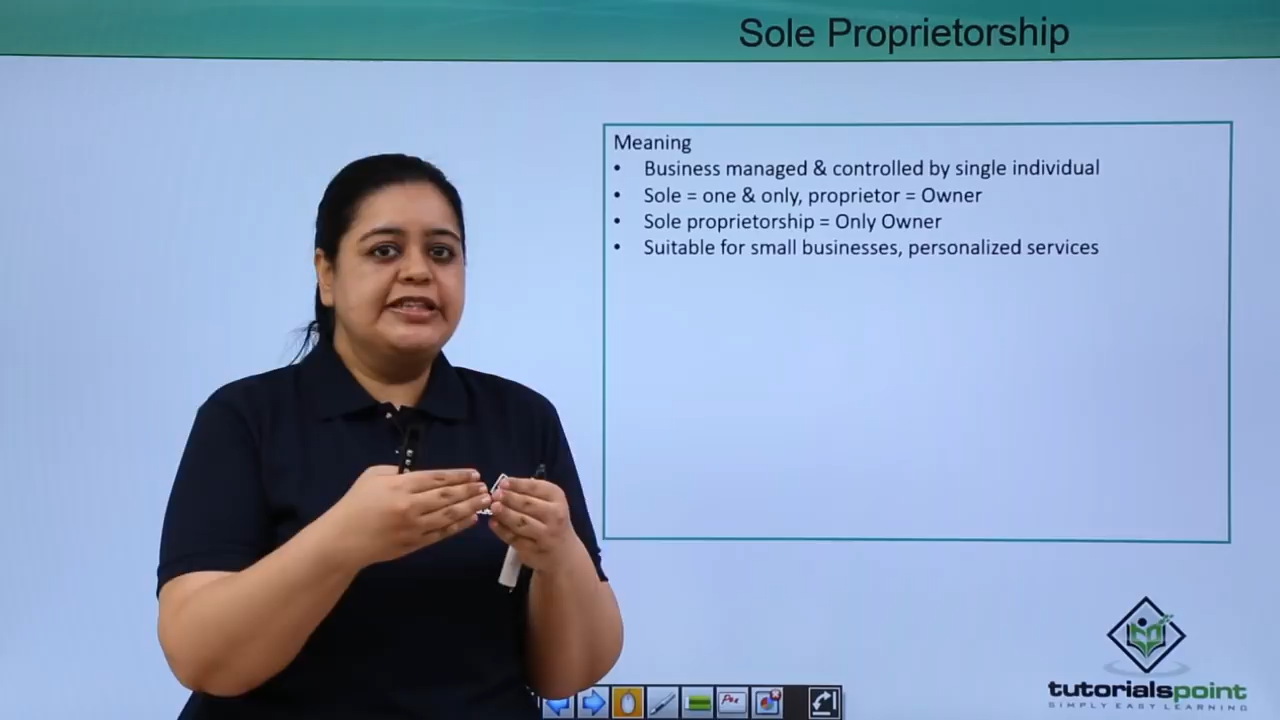 Sole Proprietorship
Meaning
• Business managed & controlled by single individual
• Sole = one & only, proprietor = Owner
• Sole proprietorship = Only Owner
• Suitable for small businesses, personalized services
tutorialspoint
SIMPLY EASY LEARNING